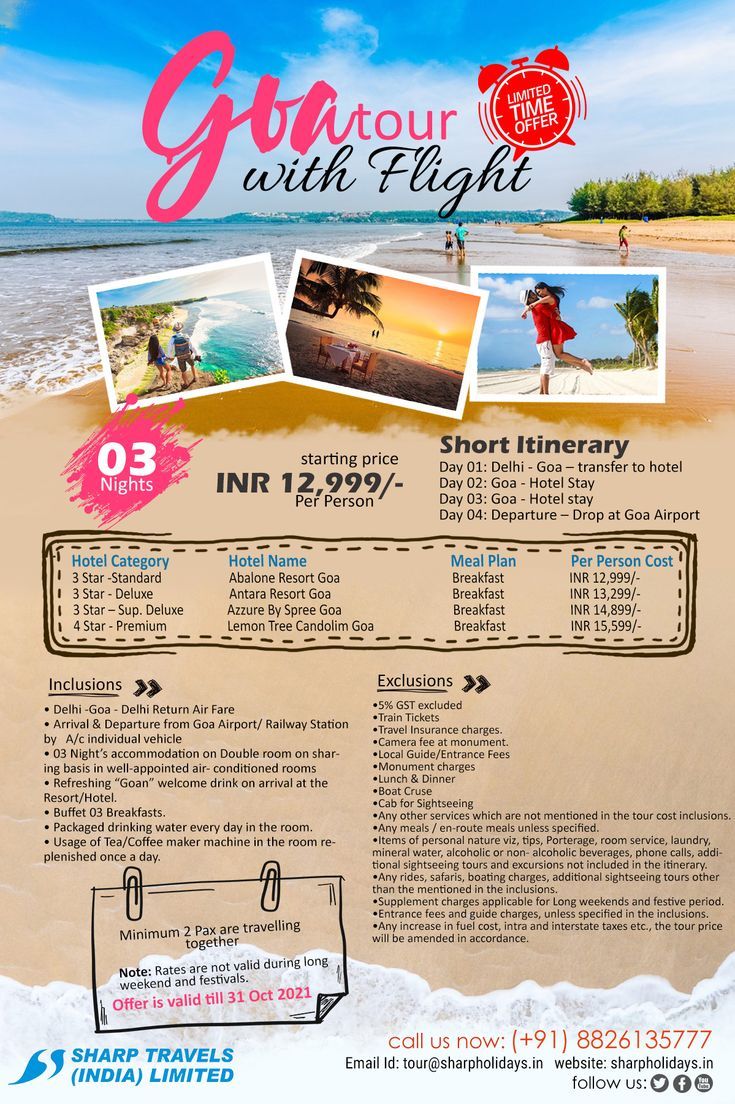 Goa tour
with Flight
LIMITED
TIME
OFFER
03
Nights
starting price
INR 12,999/-
Per Person
Short Itinerary
Day 01: Delhi - Goa – transfer to hotel
Day 02: Goa - Hotel Stay
Day 03: Goa - Hotel stay
Day 04: Departure – Drop at Goa Airport
Hotel Category Hotel Name Meal Plan Per Person Cost
3 Star -Standard Abalone Resort Goa Breakfast INR 12,999/-
3 Star - Deluxe Antara Resort Goa Breakfast INR 13,299/-
3 Star – Sup. Deluxe Azzure By Spree Goa Breakfast INR 14,899/-
4 Star - Premium Lemon Tree Candolim Goa Breakfast INR 15,599/-
Inclusions
• Delhi -Goa - Delhi Return Air Fare
• Arrival & Departure from Goa Airport/ Railway Station
by A/c individual vehicle
• 03 Night's accommodation on Double room on shar-
ing basis in well-appointed air- conditioned rooms
• Refreshing “Goan” welcome drink on arrival at the
Resort/Hotel.
• Buffet 03 Breakfasts.
• Packaged drinking water every day in the room.
• Usage of Tea/Coffee maker machine in the room re-
plenished once a day.
Exclusions
•5% GST excluded
•Train Tickets
•Travel Insurance charges.
•Camera fee at monument.
•Local Guide/Entrance Fees
•Monument charges
•Lunch & Dinner
•Boat Cruse
•Cab for Sightseeing
•Any other services which are not mentioned in the tour cost inclusions.
•Any meals / en-route meals unless specified.
•Items of personal nature viz, tips, Porterage, room service, laundry,
mineral water, alcoholic or non- alcoholic beverages, phone calls, addi-
tional sightseeing tours and excursions not included in the itinerary.
•Any rides, safaris, boating charges, additional sightseeing tours other
than the mentioned in the inclusions.
•Supplement charges applicable for Long weekends and festive period.
•Entrance fees and guide charges, unless specified in the inclusions.
•Any increase in fuel cost, intra and interstate taxes etc., the tour price
will be amended in accordance.
Minimum 2 Pax are travelling
together
Note: Rates are not valid during long
weekend and festivals.
Offer is valid till 31 Oct 2021
SHARP TRAVELS
(INDIA) LIMITED
call us now: (+91) 8826135777
Email Id: tour@sharpholidays.in website: sharpholidays.in
follow us:
You
Tube